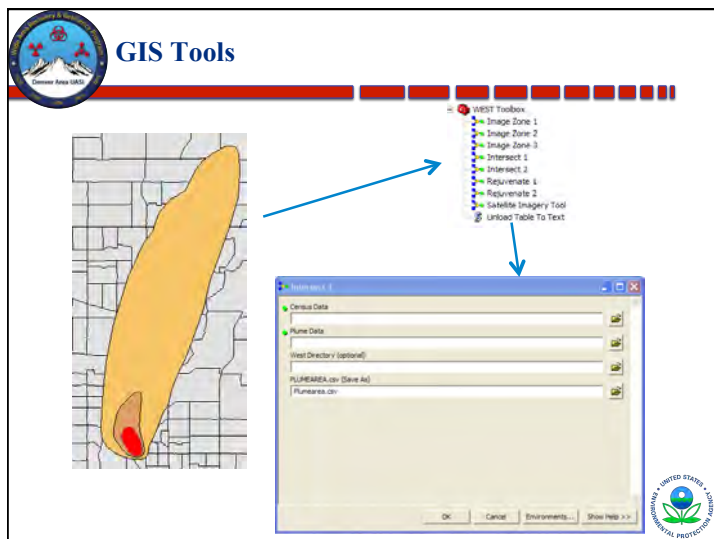 GIS Tools
Denver Area UASI
WEST Toolbox
Image Zone 1
Image Zone 2
Image Zone 3
Intersect 1
Intersect 2
Rejuvenate 1
Rejuvenate 2
Satellite Imagery Tool
Unload Table To Text
Intersect 1
Census Data
Plume Data
West Directory (optional)
PLUMEAREA.csv (Save As)
Plumearea.csv
OK
Cancel
Environments...
Show Help >>
UNITED STATES
ENVIRONMENTAL PROTECTION AGENCY